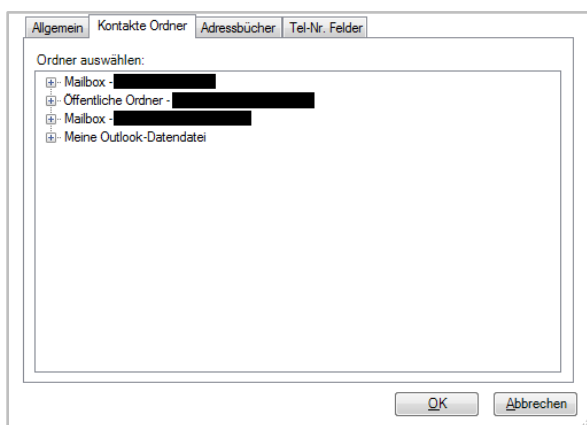 Allgemein Kontakte Ordner Adressbücher Tel-Nr. Felder
Ordner auswählen:
Mailbox -
Öffentliche Ordner -
Mailbox -
Meine Outlook-Datendatei
OK Abbrechen